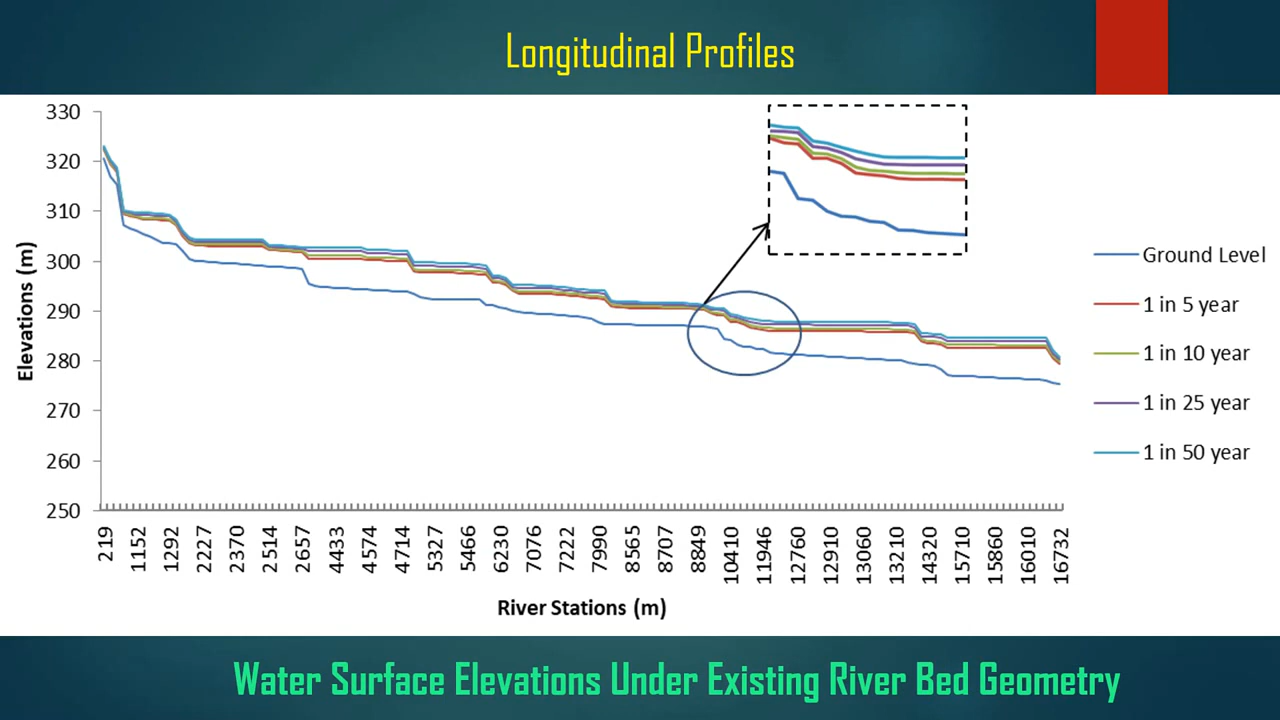 Longitudinal Profiles
330
320
310
300
290
280
270
260
250
Elevations (m)
219 1152 1292 2227 2370 2514 2657 4433 4574 4714 5327 5466 6230 7076 7222 7990 8565 8707 8849 10410 11946 12760 12910 13060 13210 14320 15710 15860 16010 16732
River Stations (m)
Ground Level
1 in 5 year
1 in 10 year
1 in 25 year
1 in 50 year
Water Surface Elevations Under Existing River Bed Geometry